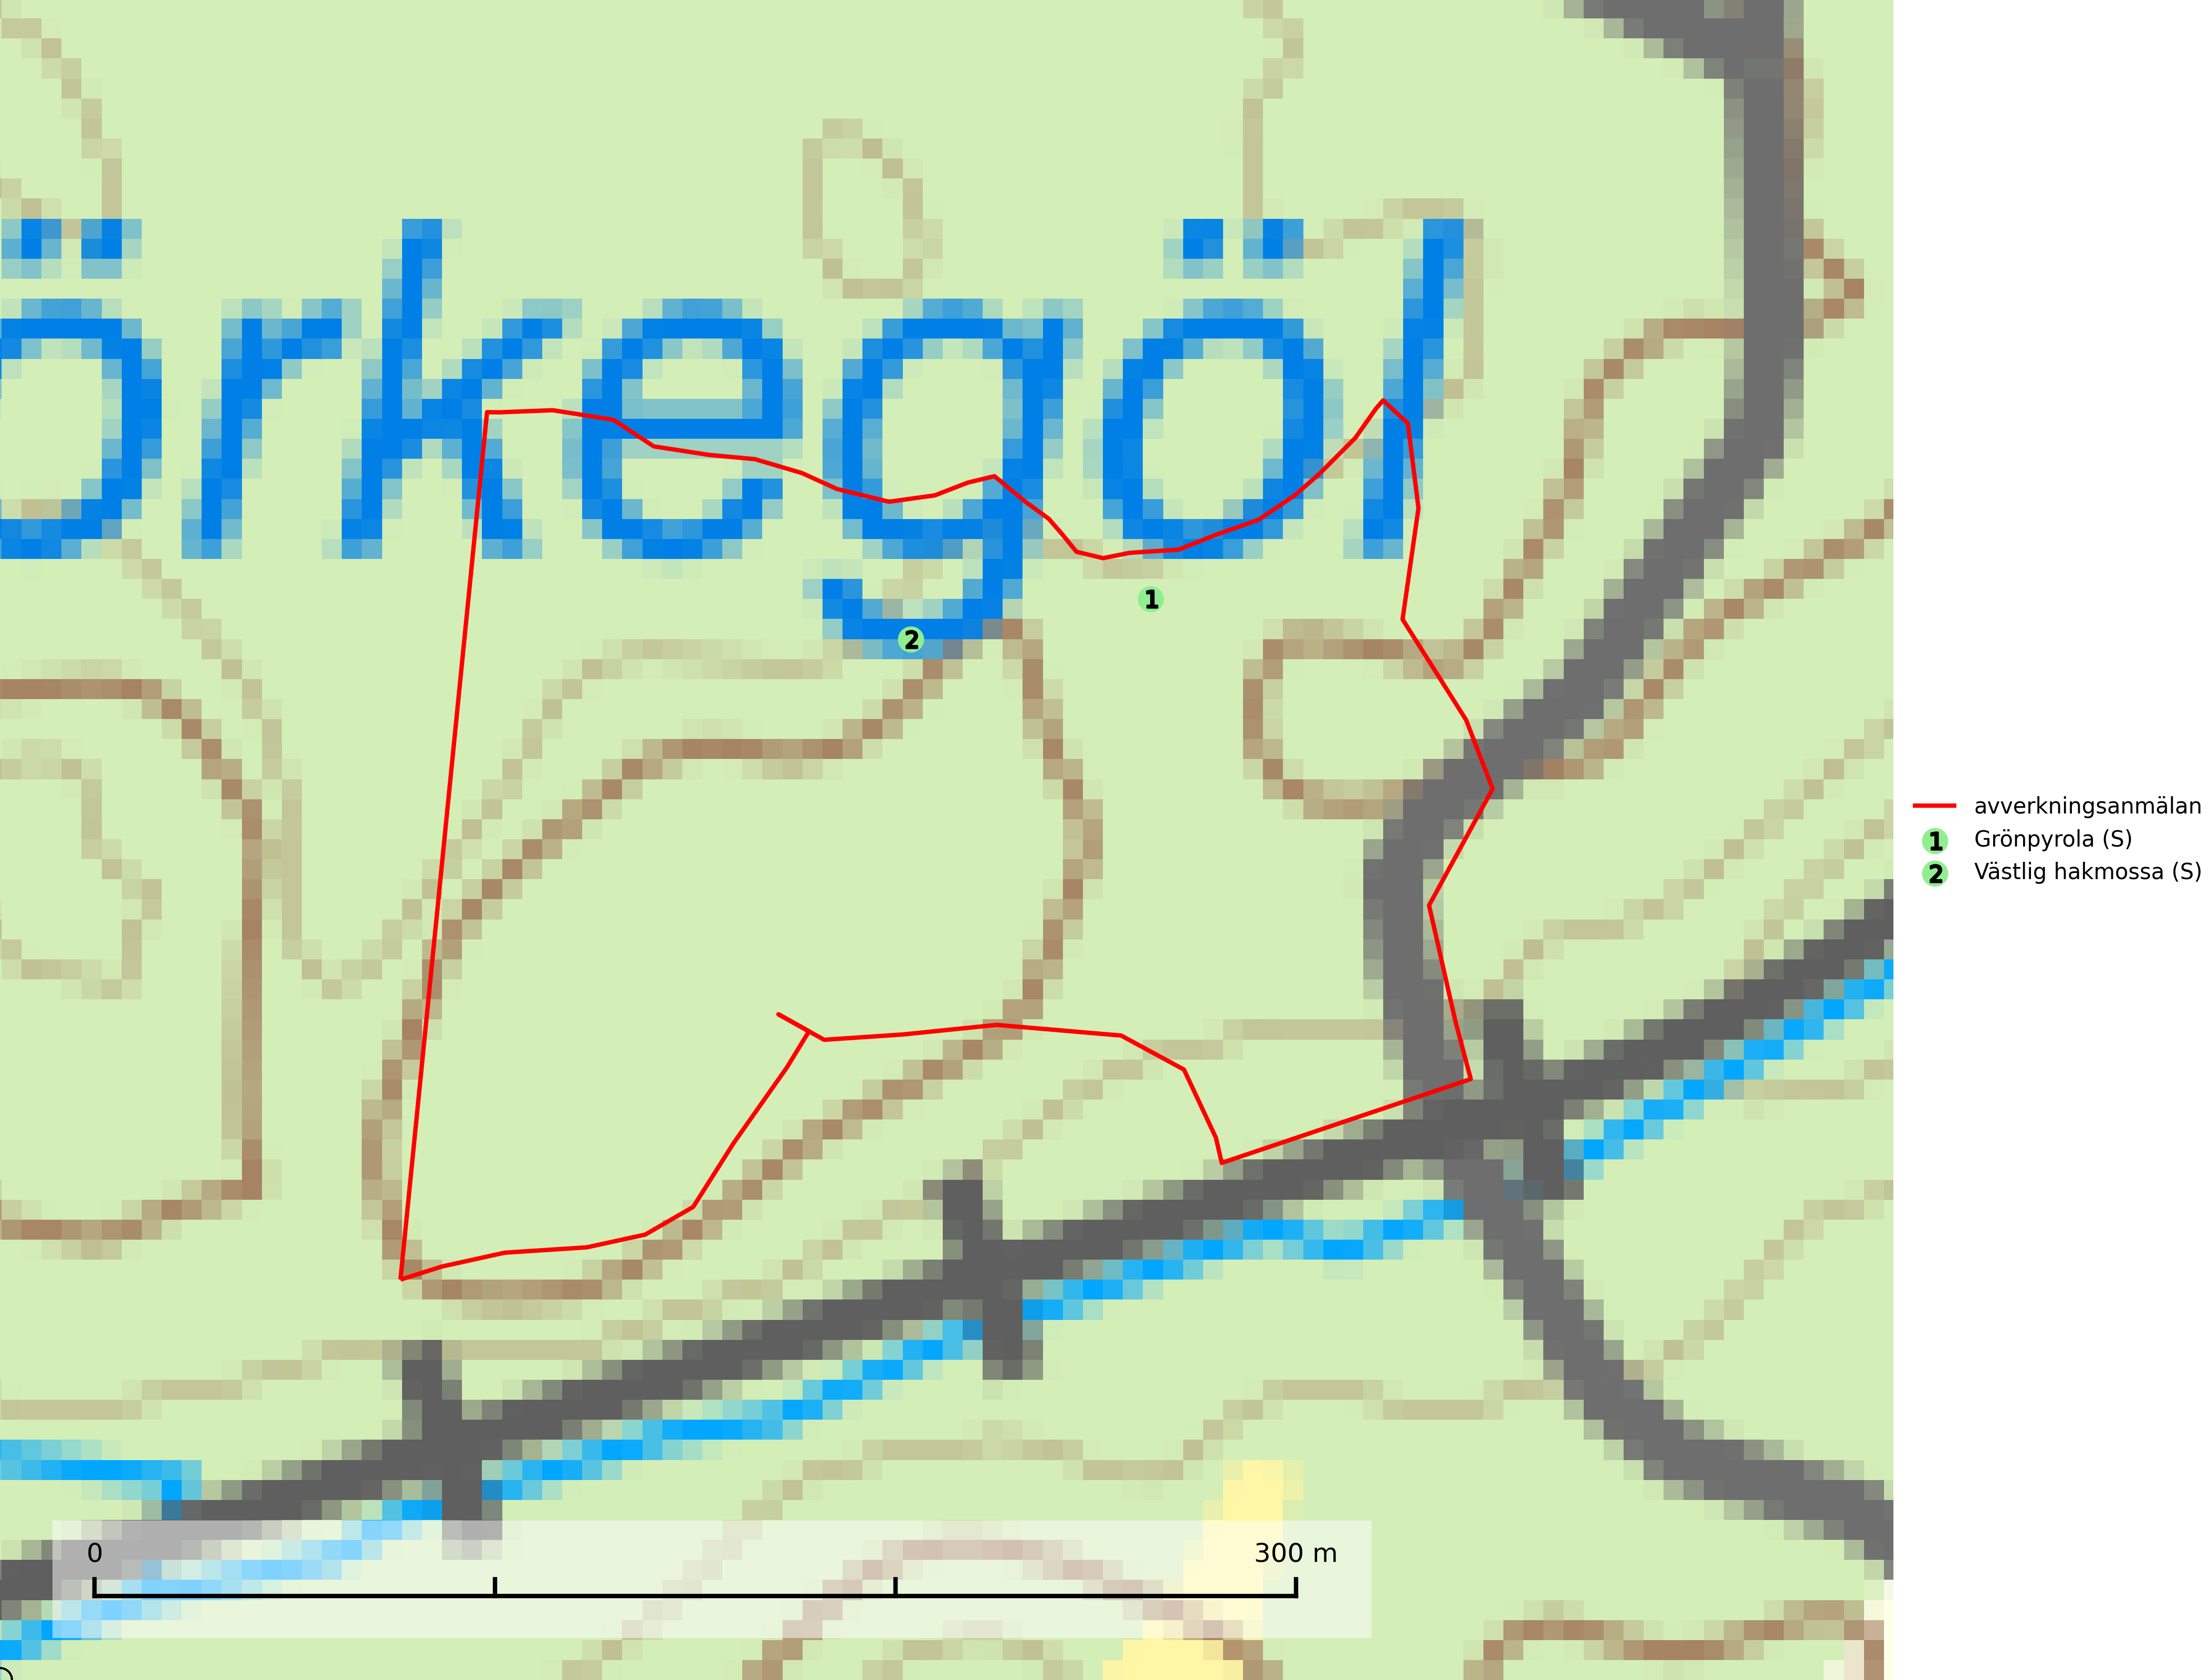 örkegöl
avverkningsanmälan
1 Grönpyrola (S)
2 Västlig hakmossa (S)
1
2
0 300 m